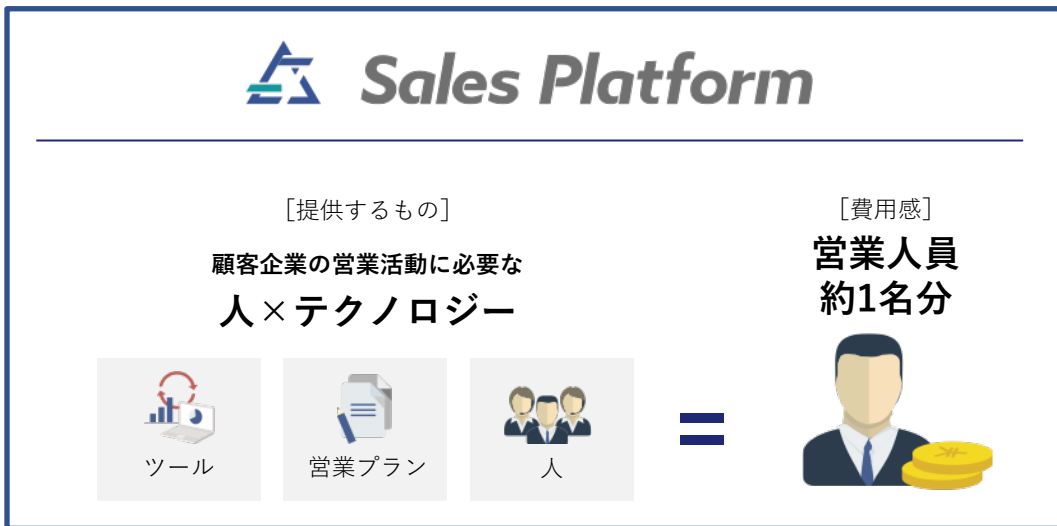 Sales Platform
［提供するもの］
顧客企業の営業活動に必要な
人×テクノロジー
ツール
営業プラン
人
=
［費用感］
営業人員
約1名分
¥